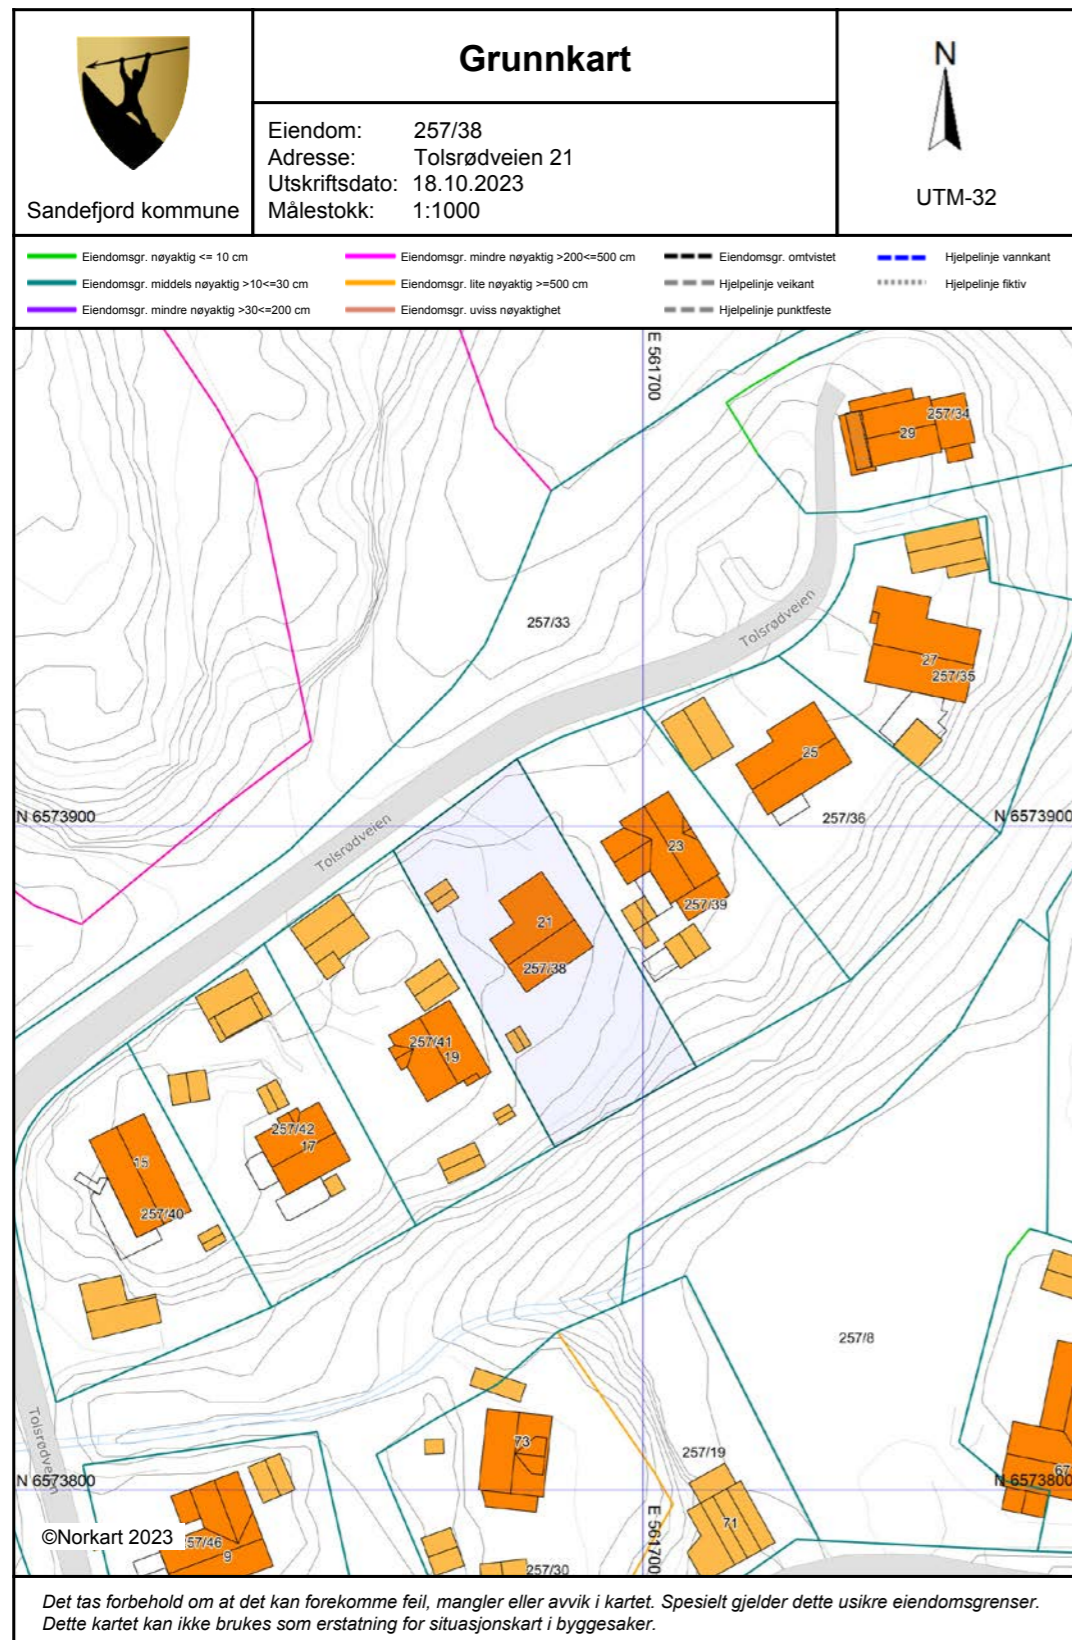 Grunnkart
Sandefjord kommune
Eiendom: 257/38
Adresse: Tolsrødveien 21
Utskriftsdato: 18.10.2023
Målestokk: 1:1000
N
UTM-32
Eiendomsgr. nøyaktig <= 10 cm
Eiendomsgr. middels nøyaktig >10<=30 cm
Eiendomsgr. mindre nøyaktig >30<=200 cm
Eiendomsgr. mindre nøyaktig >200<=500 cm
Eiendomsgr. lite nøyaktig >=500 cm
Eiendomsgr. uviss nøyaktighet
Eiendomsgr. omtvistet
Hjelpelinje veikant
Hjelpelinje punktfeste
Hjelpelinje vannkant
Hjelpelinje fiktiv
E 561700
257/34
29
257/33
Tolsrødveien
27
257/35
25
N 6573900
257/36
N 6573900
Tolsrødveien
23
257/39
21
257/38
257/41
19
257/42
17
15
257/40
257/8
Tolsrødveien
73
257/19
67
N 6573800
N 6573800
E 561700
71
©Norkart 2023
57/46
9
257/30
Det tas forbehold om at det kan forekomme feil, mangler eller avvik i kartet. Spesielt gjelder dette usikre eiendomsgrenser.
Dette kartet kan ikke brukes som erstatning for situasjonskart i byggesaker.